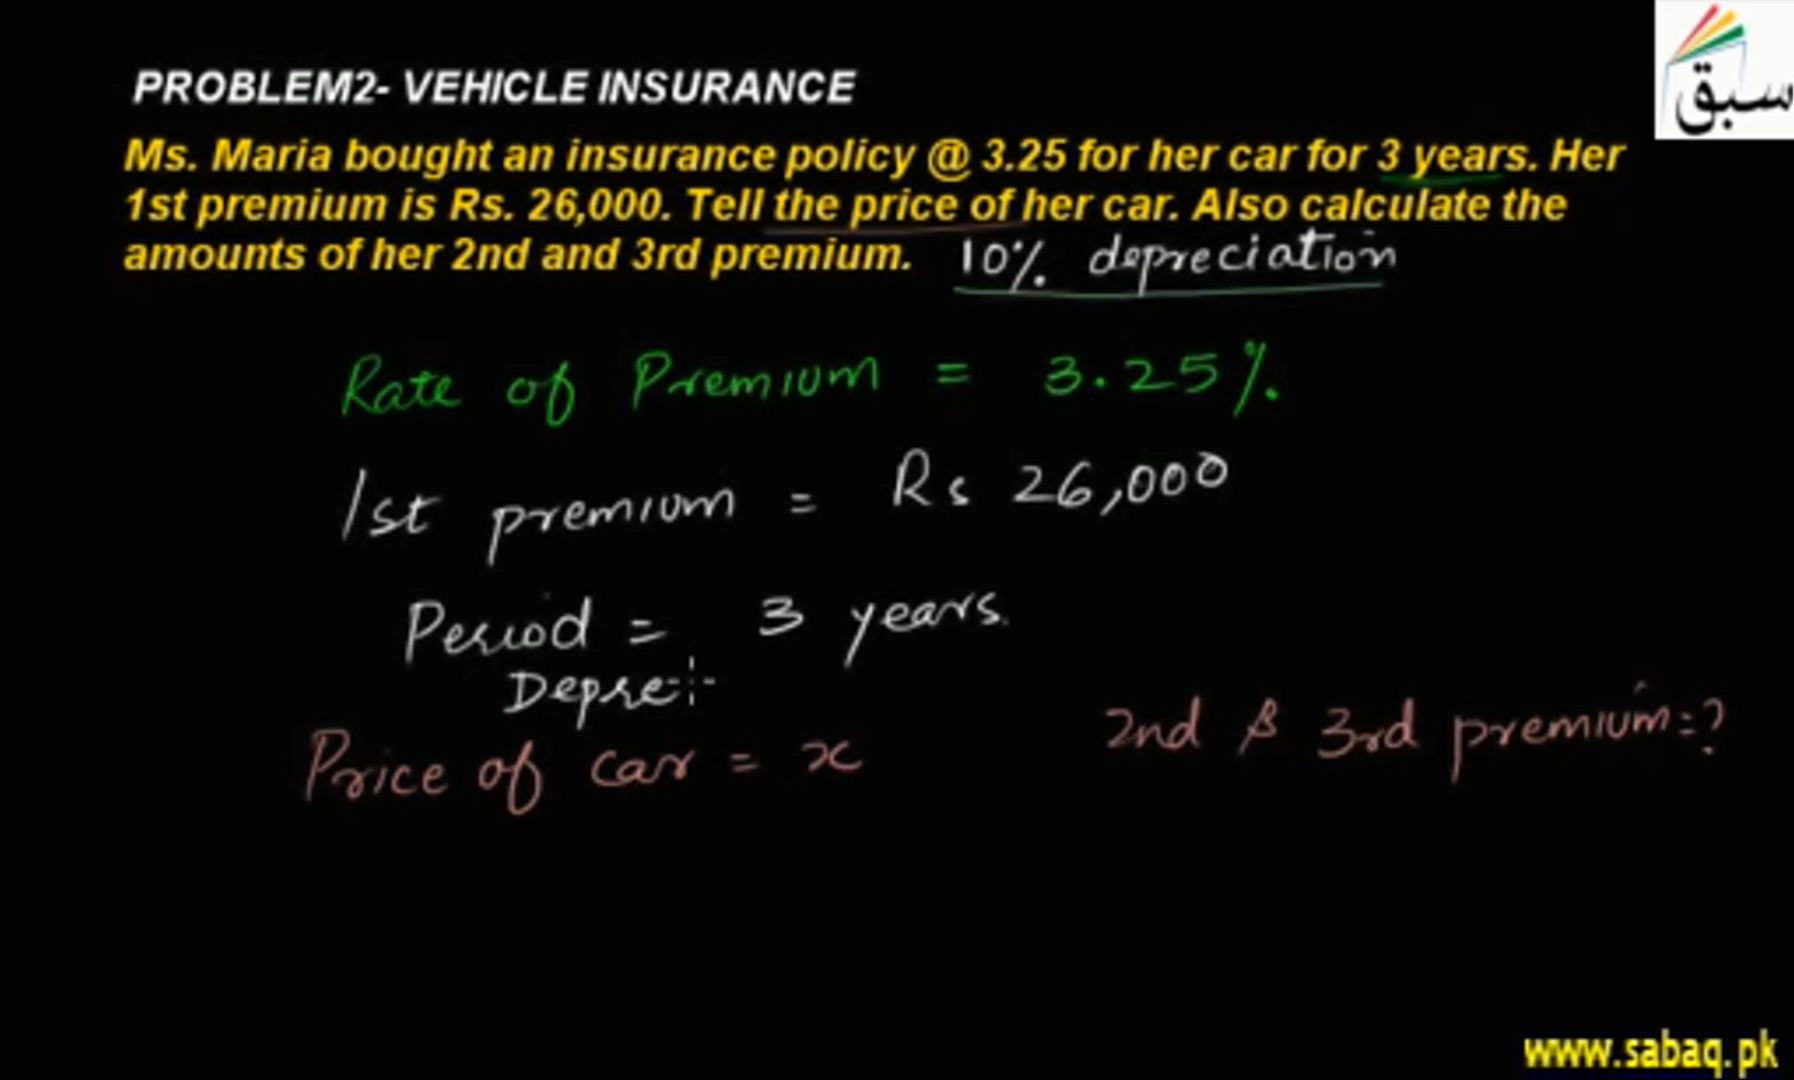 سبق
PROBLEM2- VEHICLE INSURANCE
Ms. Maria bought an insurance policy @ 3.25 for her car for 3 years. Her
1st premium is Rs. 26,000. Tell the price of her car. Also calculate the
amounts of her 2nd and 3rd premium. 10% depreciation
Rate of Premium = 3.25%.
1st premium = Rs 26,000
Period = 3 years.
Depre
Price of car = x 2nd & 3rd premium=?
www.sabaq.pk